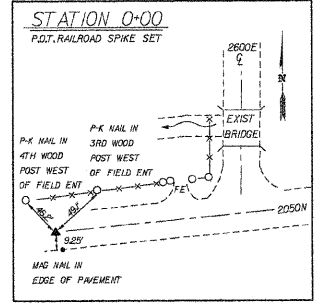 STATION 0+00
P.O.T. RAILROAD SPIKE SET
2600E
℄
N
P-K NAIL IN
4TH WOOD
POST WEST
OF FIELD ENT
P-K NAIL IN
3RD WOOD
POST WEST
OF FIELD ENT
EXIST
BRIDGE
F.E.
2050N
9.25'
MAG NAIL IN
EDGE OF PAVEMENT